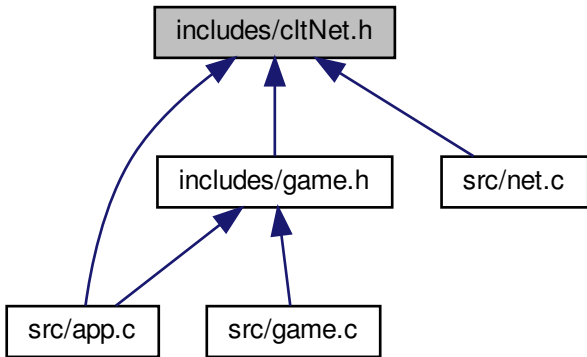 includes/cltNet.h
includes/game.h
src/net.c
src/app.c
src/game.c